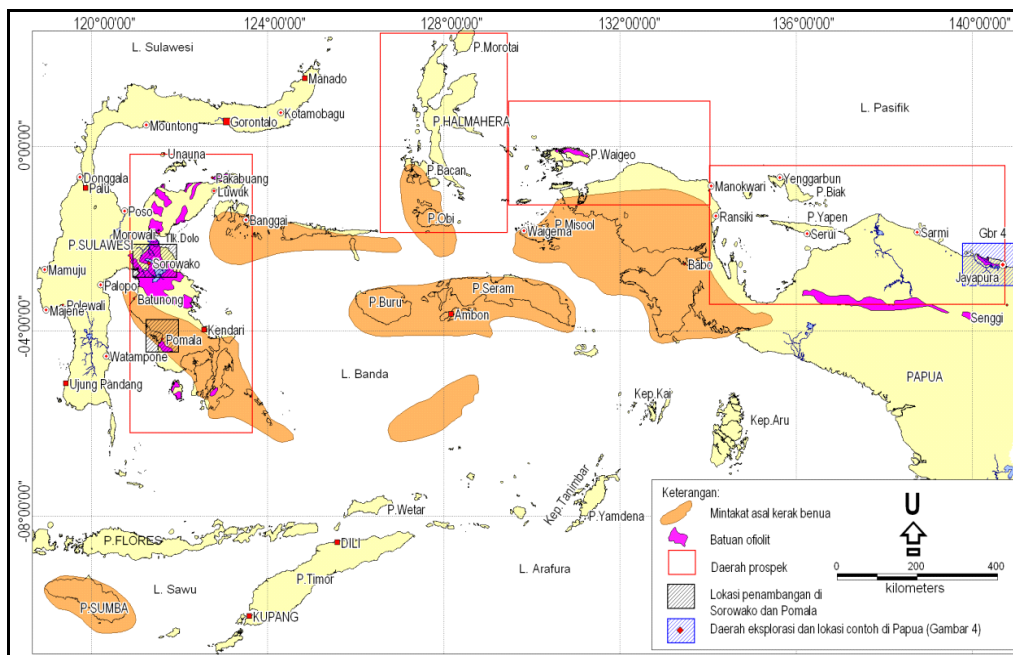 120°00'00" 124°00'00" 128°00'00" 132°00'00" 136°00'00" 140°00'00"
L. Sulawesi
P.Morotai
Manado
L. Pasifik
Kotamobagu
Mountong
Gorontalo
P.HALMAHERA
0°00'00"
Unauna
P.Waigeo
Donggala
Pakabuang
P.Bacan
Yenggarbun
Palu
Luwuk
Manokwari
P.Biak
Poso
Banggai
P.Obi
P.Misool
Ransiki
P.Yapen
Morowali
Tlk.Dolo
Waigema
Serui
Sarmi
Gbr 4
P.SULAWESI
Sorowako
Babo
Mamuju
Jayapura
Palopo
P.Seram
Polewali
Batunong
P.Buru
Majene
Ambon
Senggi
-04°00'00"
Kendari
Pomala
Watampone
L. Banda
PAPUA
Ujung Pandang
Kep.Kai
Kep.Aru
Kep.Tanimbar
P.Wetar
P.Yamdena
-08°00'00"
P.FLORES
DILI
L. Arafura
P.Timor
L. Sawu
P.SUMBA
KUPANG
Keterangan:
Mintakat asal kerak benua
Batuan ofiolit
Daerah prospek
Lokasi penambangan di
Sorowako dan Pomala
Daerah eksplorasi dan lokasi contoh di Papua (Gambar 4)
U
0 200 400
kilometers